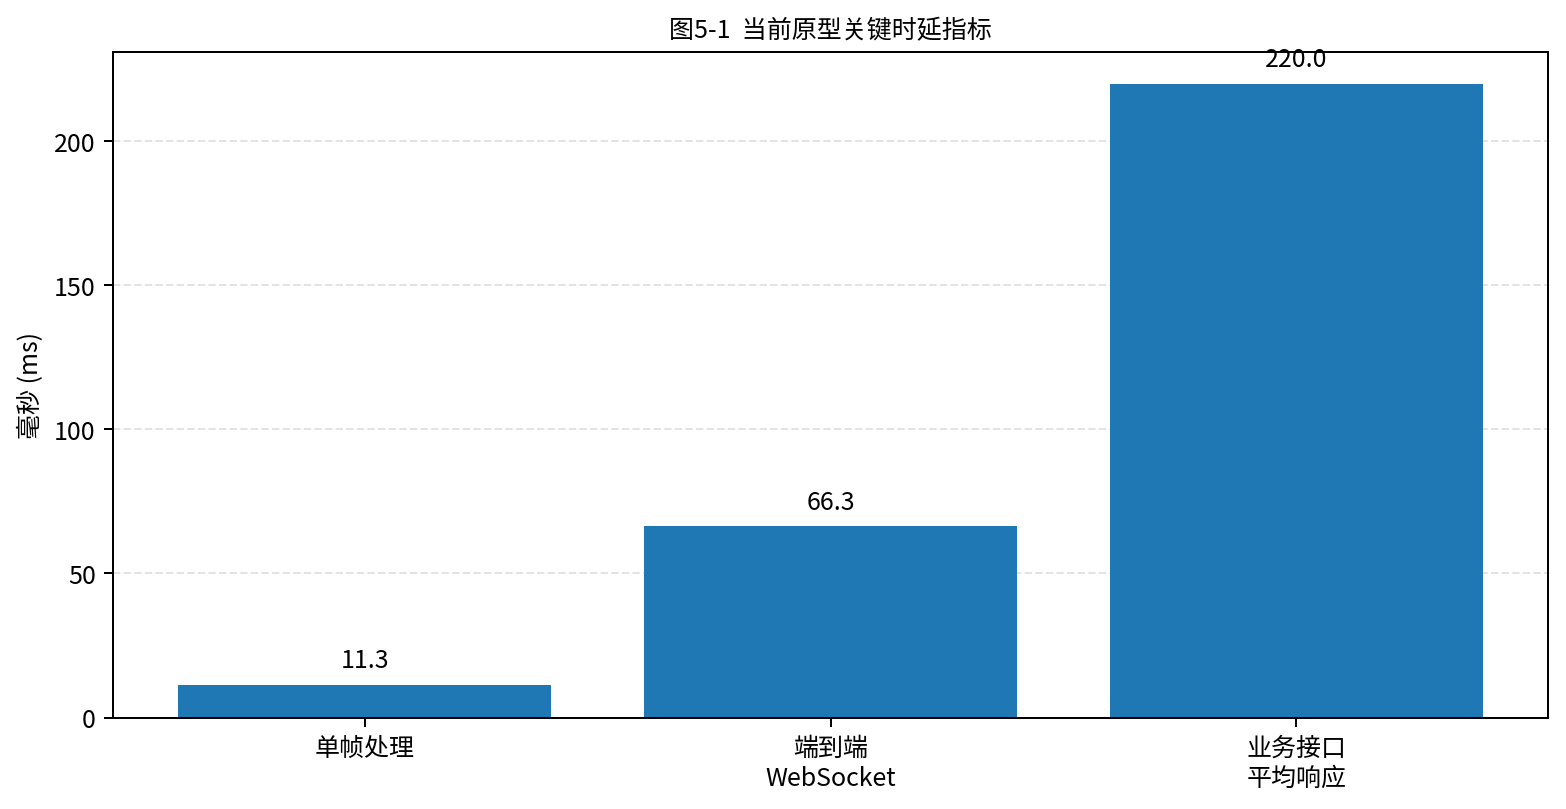 图5-1 当前原型关键时延指标
220.0
200
150
毫秒 (ms)
100
66.3
50
11.3
0
单帧处理
端到端
WebSocket
业务接口
平均响应